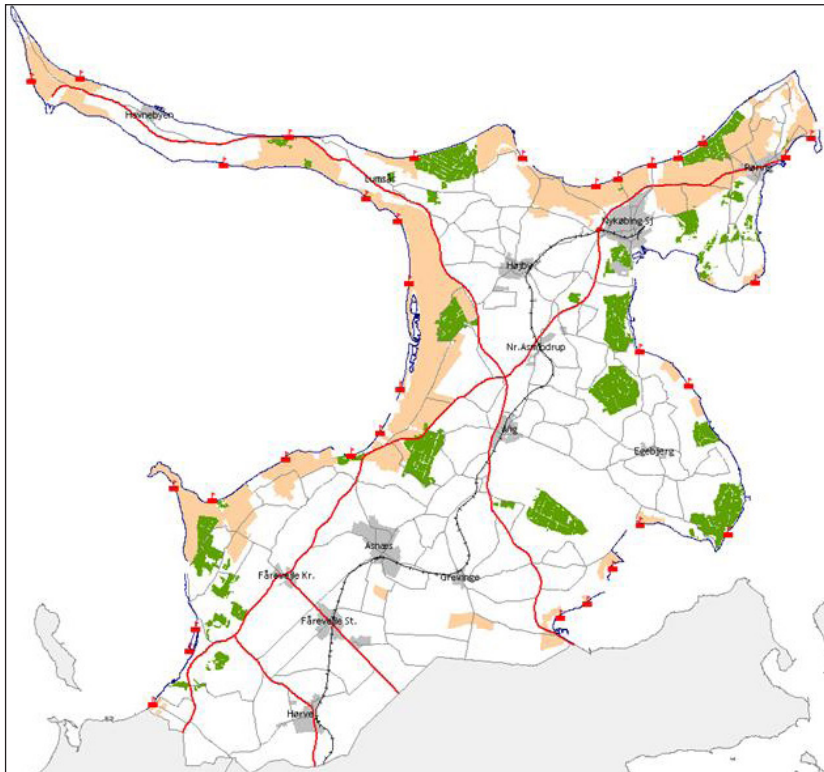 Havnebyen
Lumsås
Rørvig
Nykøbing Sj
Højby
Nr.Asmindrup
Vig
Egebjerg
Asnæs
Fårevejle Kr.
Grevinge
Fårevejle St.
Hørve